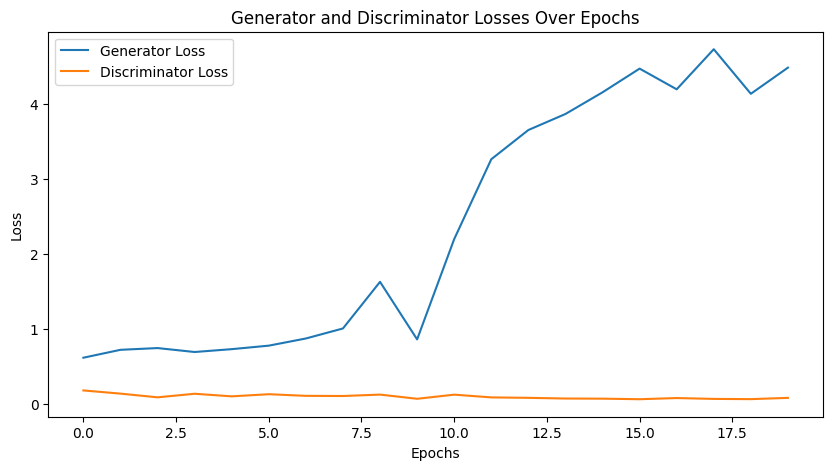 Generator and Discriminator Losses Over Epochs
Generator Loss
Discriminator Loss
Loss
4
3
2
1
0
0.0 2.5 5.0 7.5 10.0 12.5 15.0 17.5
Epochs